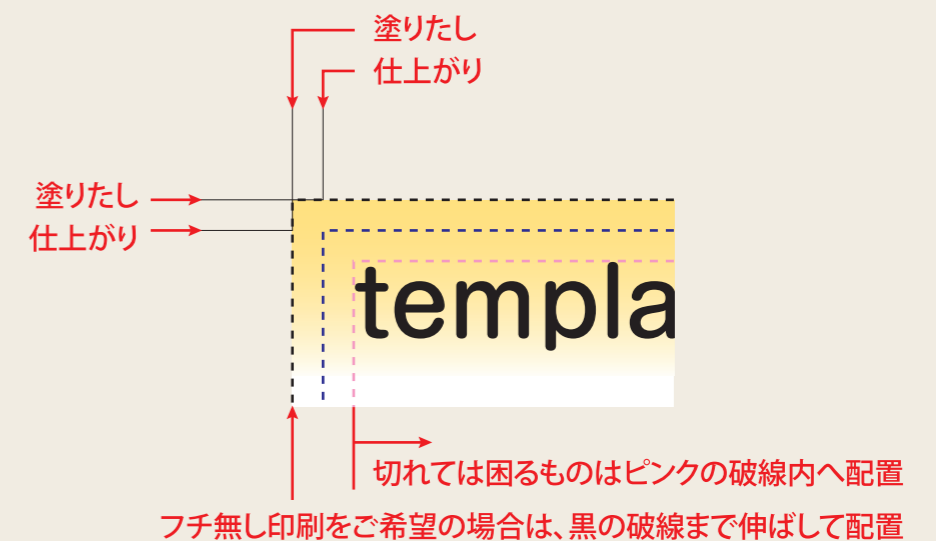 塗りたし
仕上がり
塗りたし
仕上がり
templa
切れては困るものはピンクの破線内へ配置
フチ無し印刷をご希望の場合は、黒の破線まで伸ばして配置